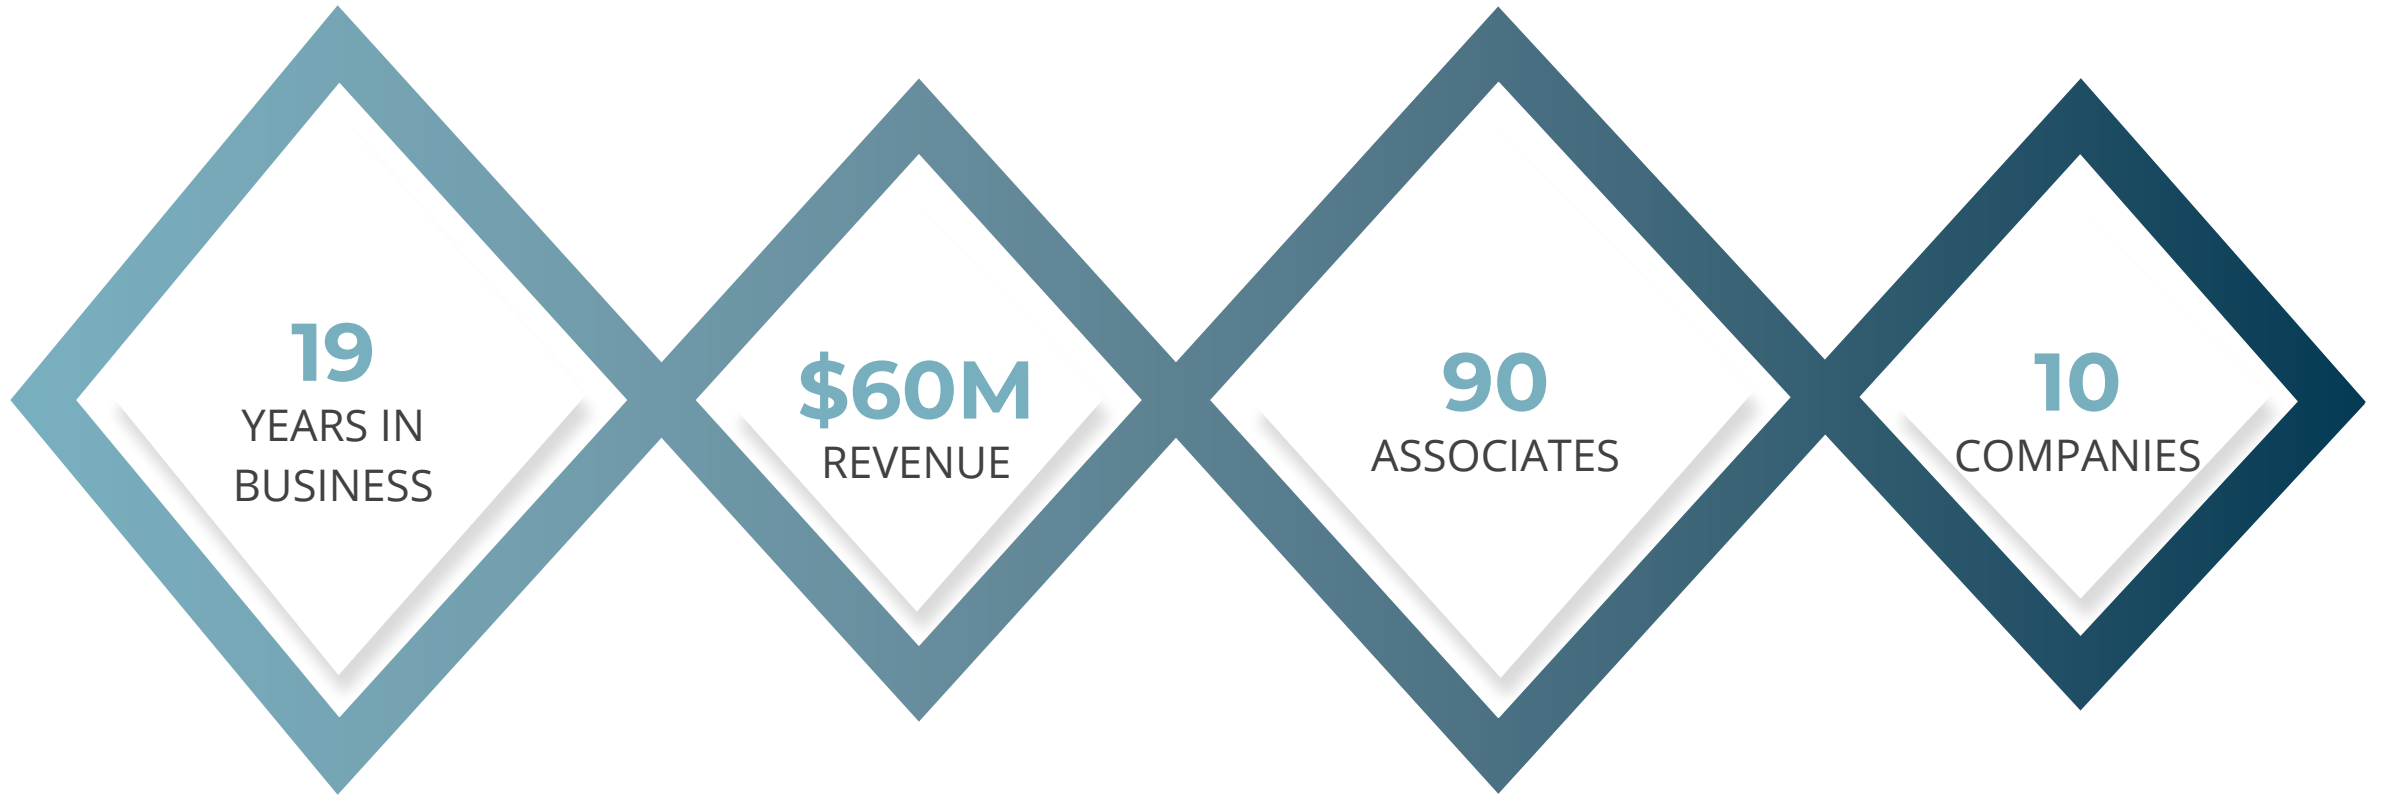 19
YEARS IN
BUSINESS
$60M
REVENUE
90
ASSOCIATES
10
COMPANIES